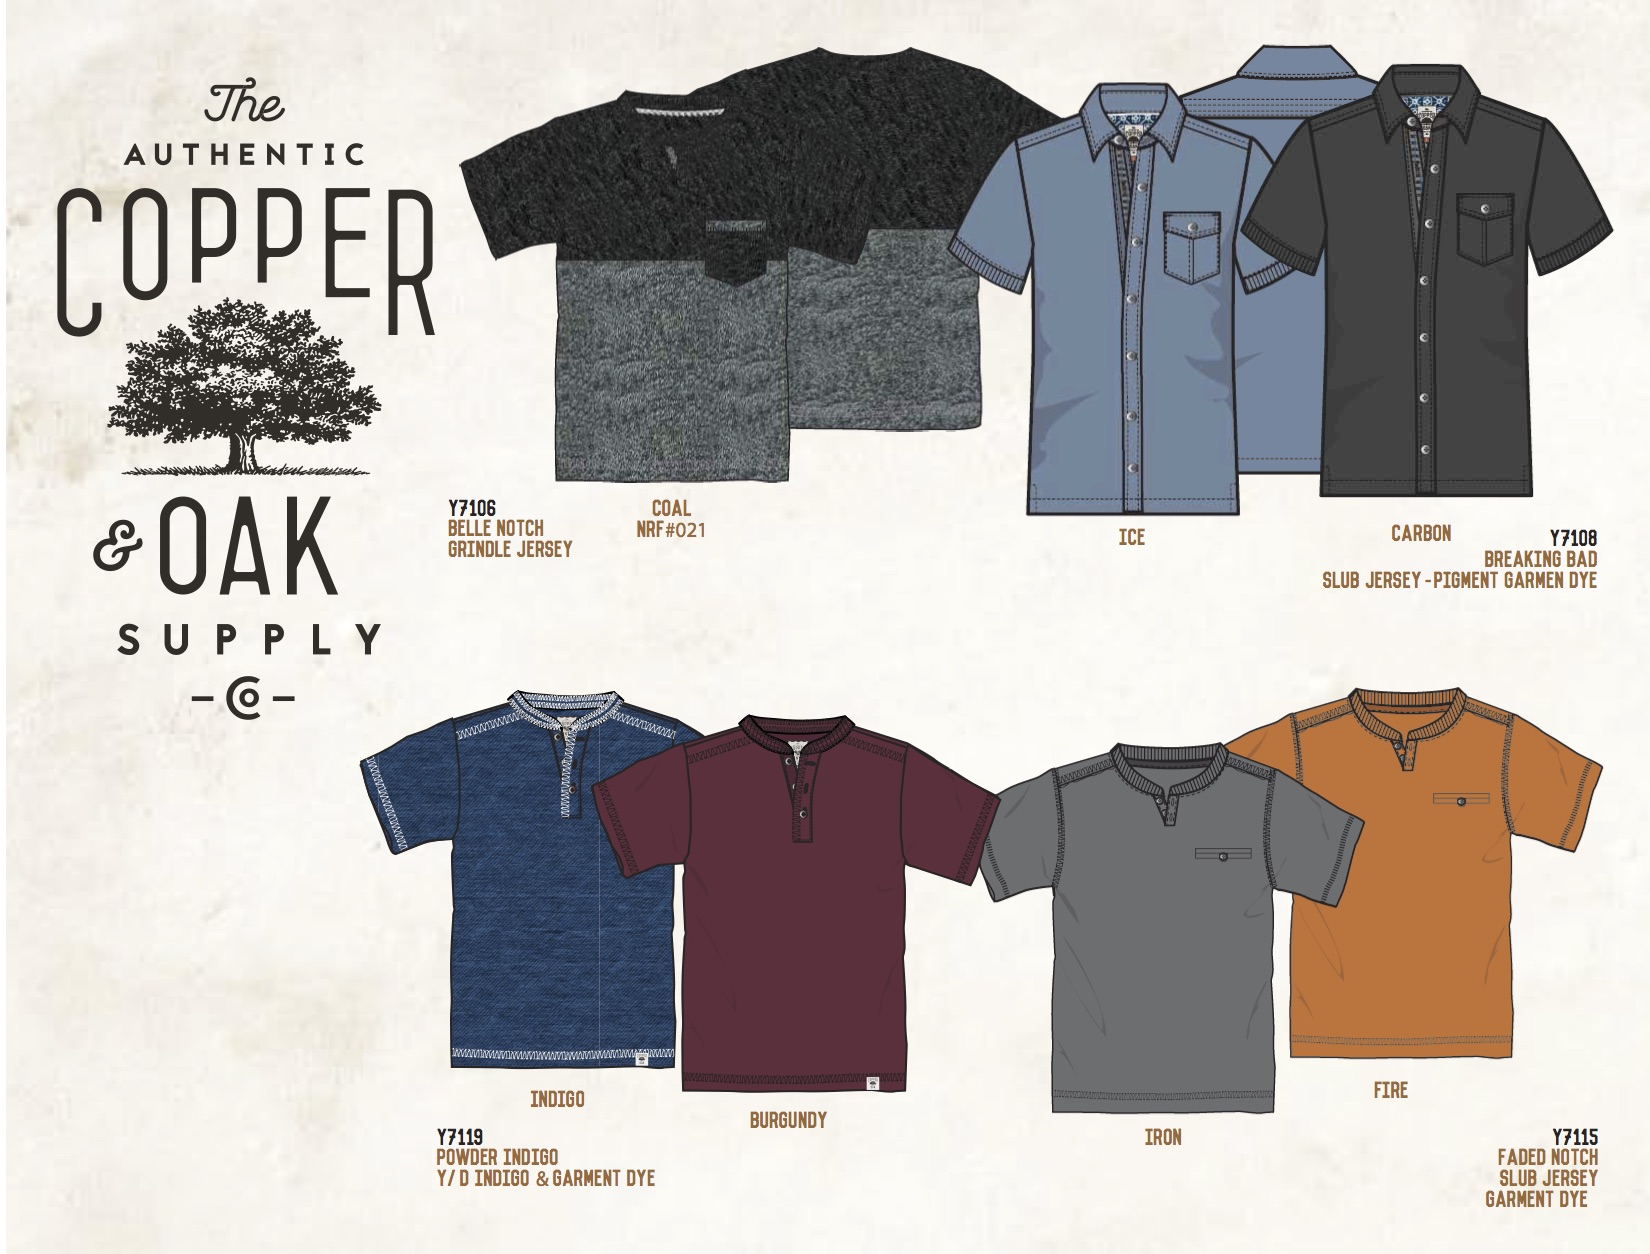 The
AUTHENTIC
COPPER
& OAK
SUPPLY
- Co -
Y7106
BELLE NOTCH
GRINDLE JERSEY
COAL
NRF#021
ICE
CARBON
Y7108
BREAKING BAD
SLUB JERSEY - PIGMENT GARMEN DYE
INDIGO
Y7119
POWDER INDIGO
Y/D INDIGO & GARMENT DYE
BURGUNDY
IRON
FIRE
Y7115
FADED NOTCH
SLUB JERSEY
GARMENT DYE